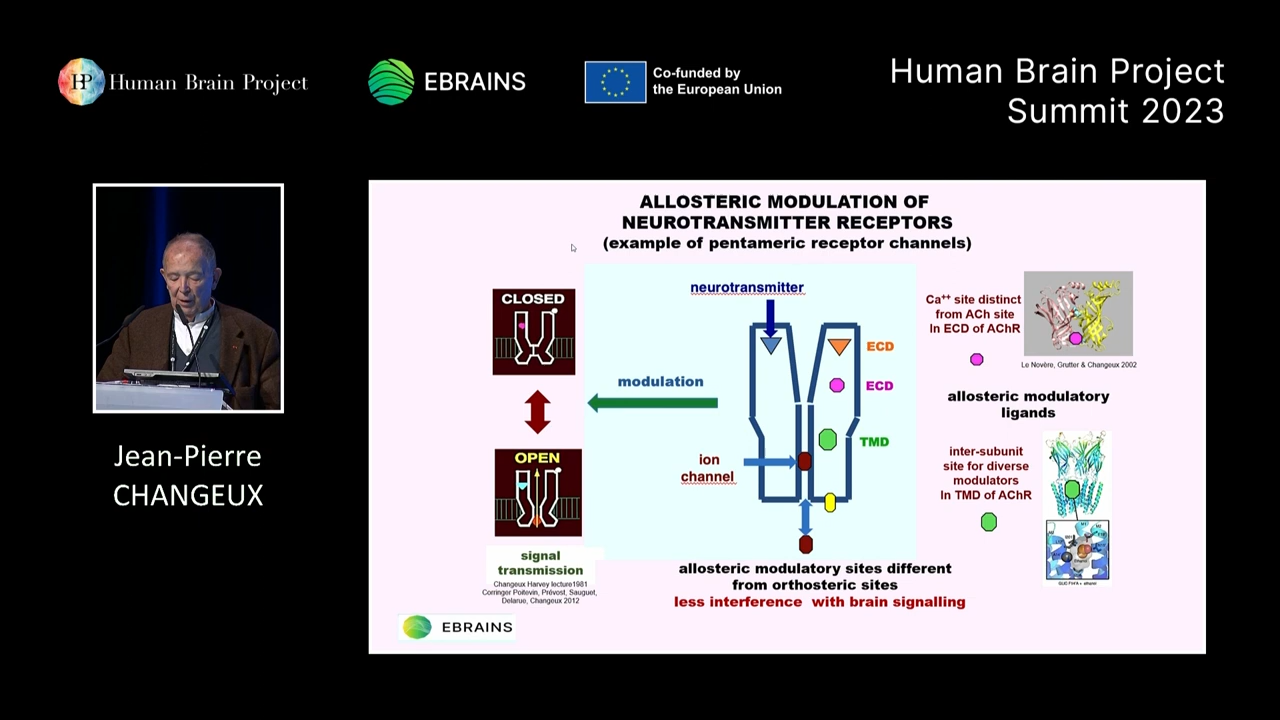 HP Human Brain Project
EBRAINS
Co-funded by
the European Union
Human Brain Project
Summit 2023
Jean-Pierre
CHANGEUX
ALLOSTERIC MODULATION OF
NEUROTRANSMITTER RECEPTORS
(example of pentameric receptor channels)
CLOSED
OPEN
signal
transmission
Changeux Harvey lecture1981
Corringer Poitevin, Prévost, Sauguet,
Delarue, Changeux 2012
modulation
neurotransmitter
ECD
ECD
TMD
ion
channel
allosteric modulatory sites different
from orthosteric sites
less interference with brain signalling
Ca⁺⁺ site distinct
from ACh site
In ECD of AChR
Le Novère, Grutter & Changeux 2002
allosteric modulatory
ligands
inter-subunit
site for diverse
modulators
In TMD of AChR
EBRAINS